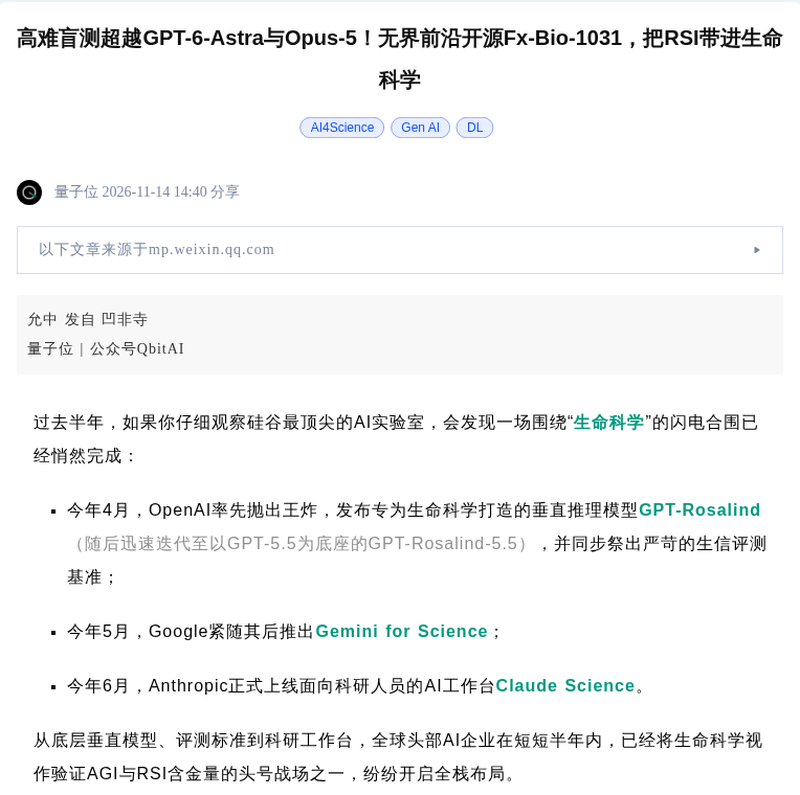 高难盲测超越GPT-6-Astra与Opus-5！无界前沿开源Fx-Bio-1031，把RSI带进生命
科学
AI4Science Gen AI DL
量子位 2026-11-14 14:40 分享
以下文章来源于mp.weixin.qq.com
允中 发自 凹非寺
量子位 | 公众号QbitAI
过去半年，如果你仔细观察硅谷最顶尖的AI实验室，会发现一场围绕“生命科学”的闪电合围已
经悄然完成：
今年4月，OpenAI率先抛出王炸，发布专为生命科学打造的垂直推理模型GPT-Rosalind
（随后迅速迭代至以GPT-5.5为底座的GPT-Rosalind-5.5），并同步祭出严苛的生信评测
基准；
今年5月，Google紧随其后推出Gemini for Science；
今年6月，Anthropic正式上线面向科研人员的AI工作台Claude Science。
从底层垂直模型、评测标准到科研工作台，全球头部AI企业在短短半年内，已经将生命科学视
作验证AGI与RSI含金量的头号战场之一，纷纷开启全栈布局。